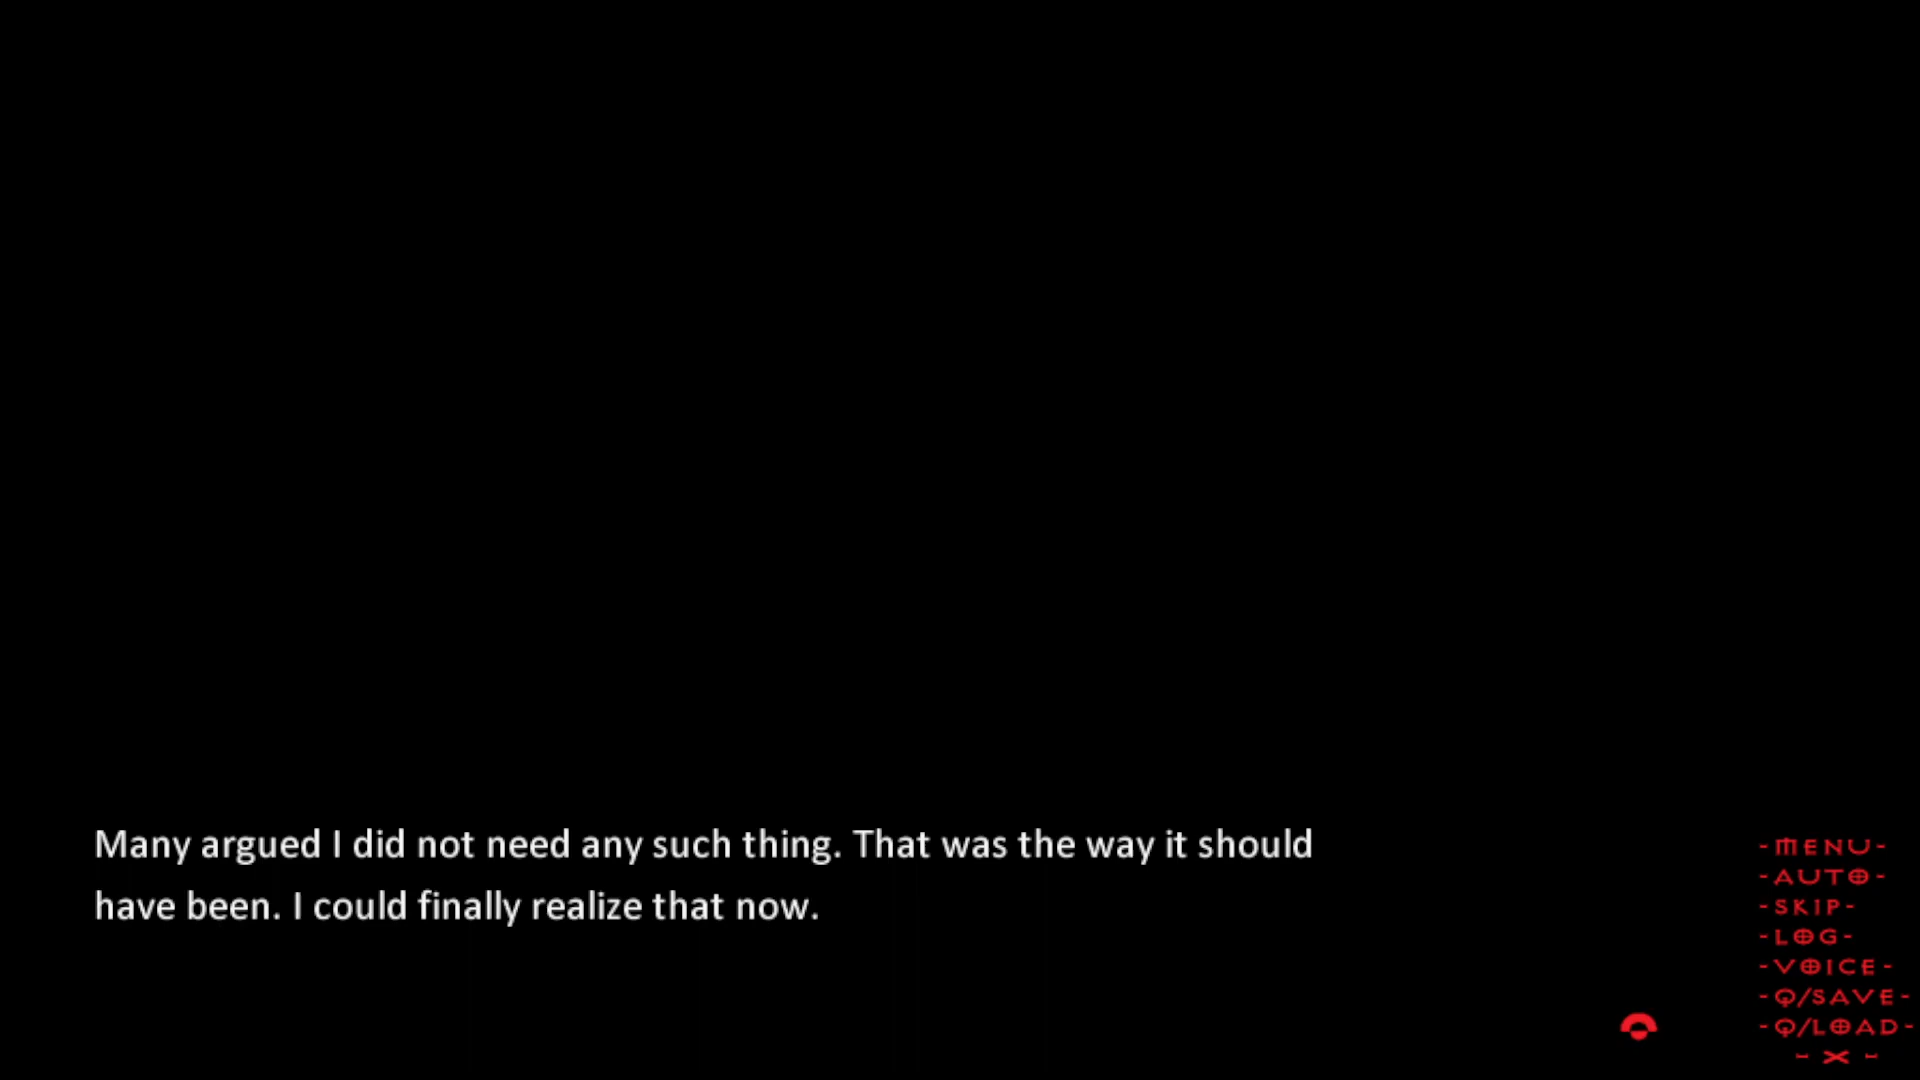 Many argued I did not need any such thing. That was the way it should
have been. I could finally realize that now.
-MENU-
-AUTO-
-SKIP-
-LOG-
-VOICE-
-Q/SAVE-
-Q/LOAD-
- X -